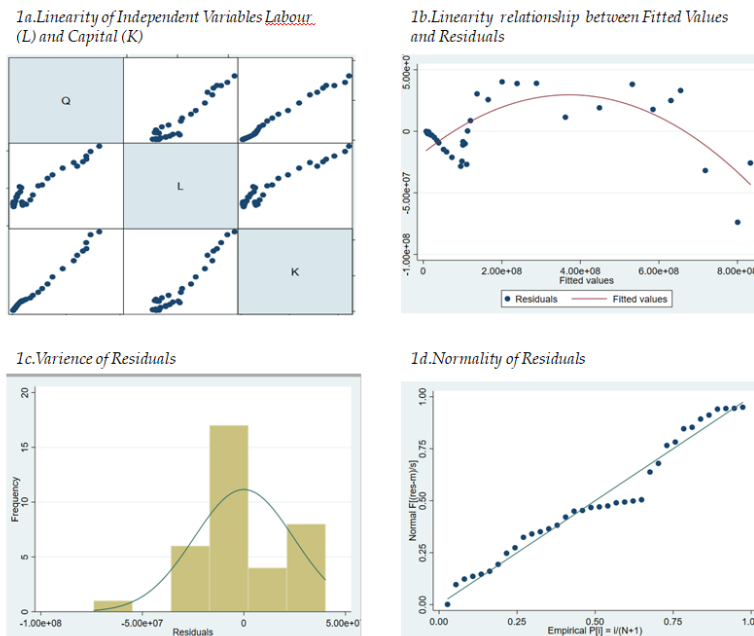 1a.Linearity of Independent Variables Labour
(L) and Capital (K)
Q
L
K
1b.Linearity relationship between Fitted Values
and Residuals
5.00e+0
0
-5.00e+07
-1.00e+08
0
2.00e+08
4.00e+08
6.00e+08
8.00e+08
Fitted values
Residuals
Fitted values
1c.Varience of Residuals
Frequency
20
15
10
5
0
-1.00e+08
-5.00e+07
0
5.00e+0
Residuals
1d.Normality of Residuals
Normal F[(res-m)/s]
1.00
0.75
0.50
0.25
0.00
0.00
0.25
0.50
0.75
1.0
Empirical P[i] = i/(N+1)